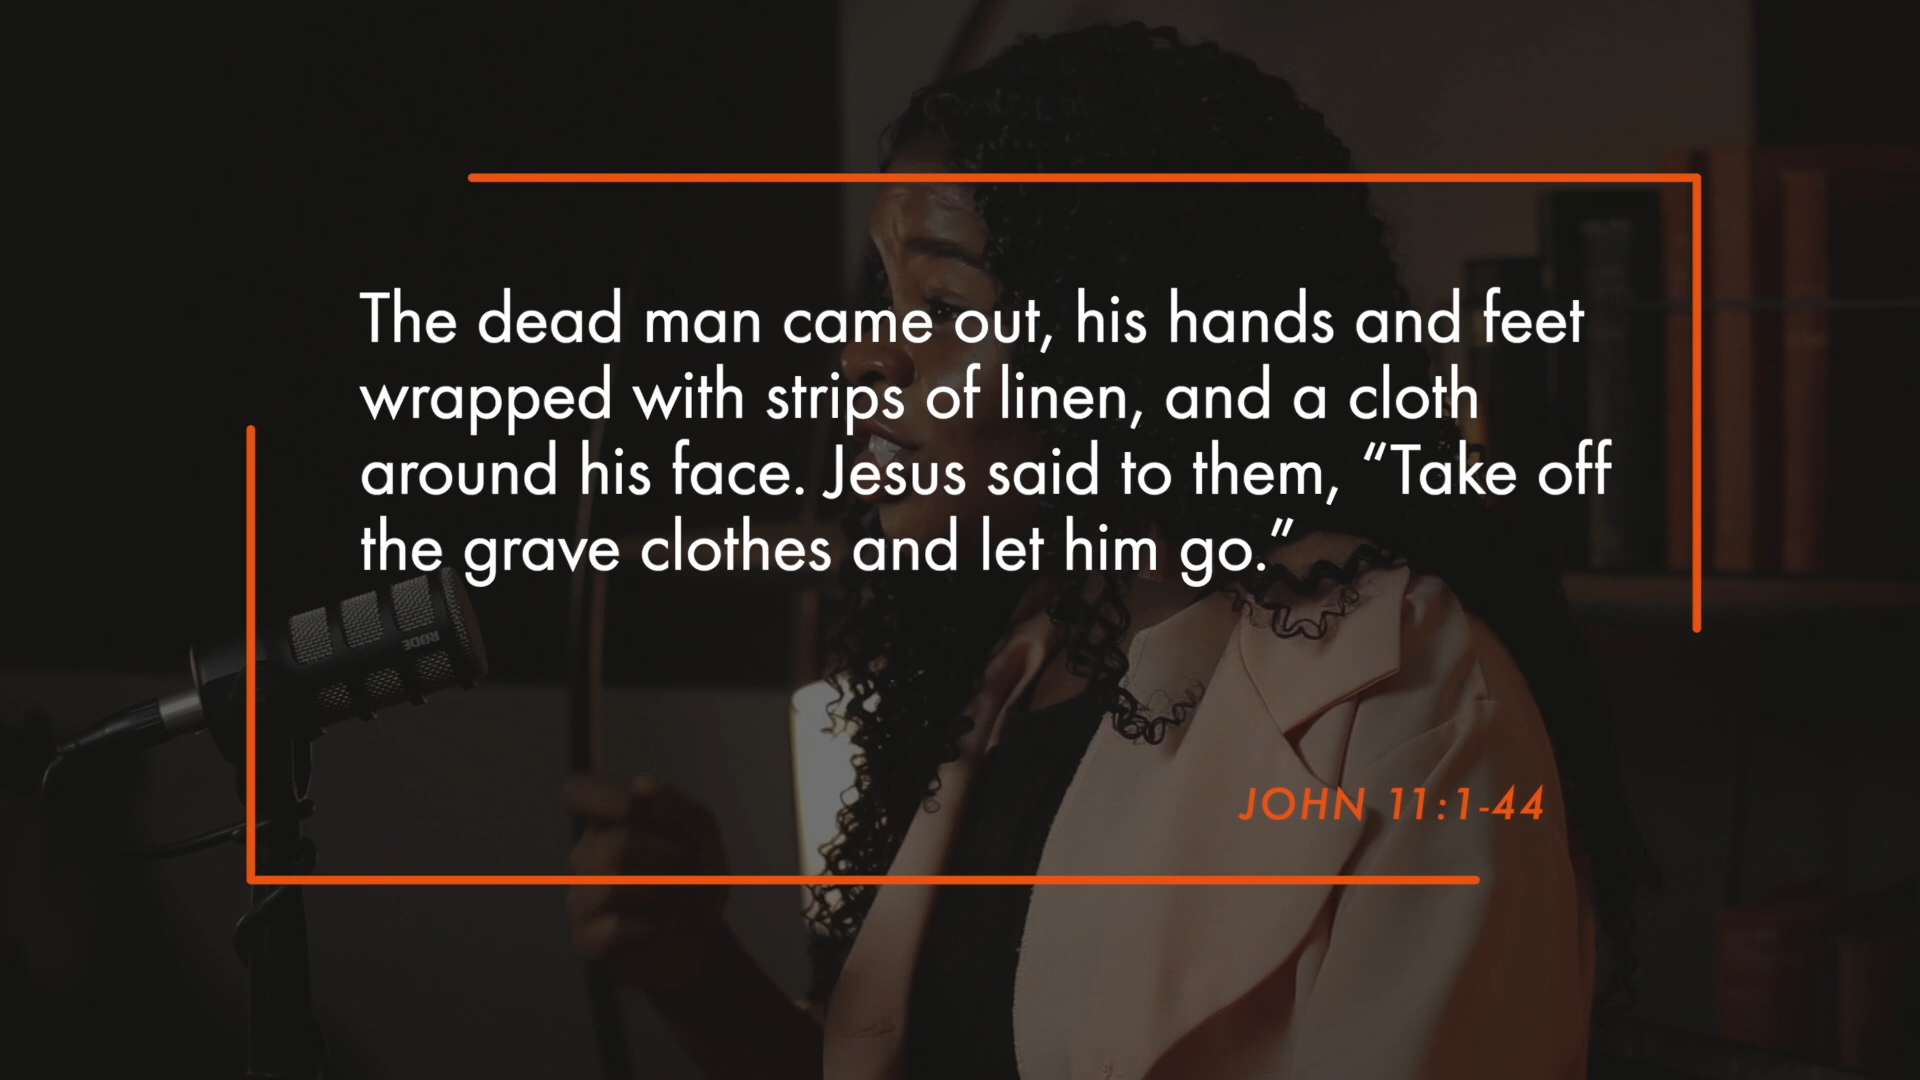 The dead man came out, his hands and feet
wrapped with strips of linen, and a cloth
around his face. Jesus said to them, “Take off
the grave clothes and let him go.”
RØDE
JOHN 11:1-44